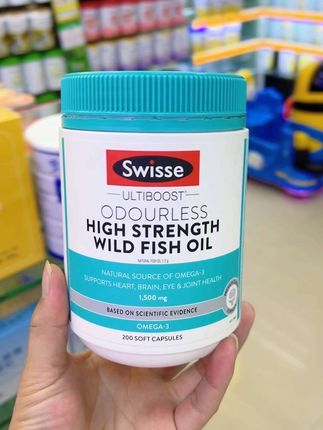 Swisse
ULTIBOOST
ODOURLESS
HIGH STRENGTH
WILD FISH OIL
NATURAL SOURCE OF OMEGA-3
SUPPORTS HEART, BRAIN, EYE & JOINT HEALTH
1,500 mg
BASED ON SCIENTIFIC EVIDENCE
OMEGA-3
200 SOFT CAPSULES